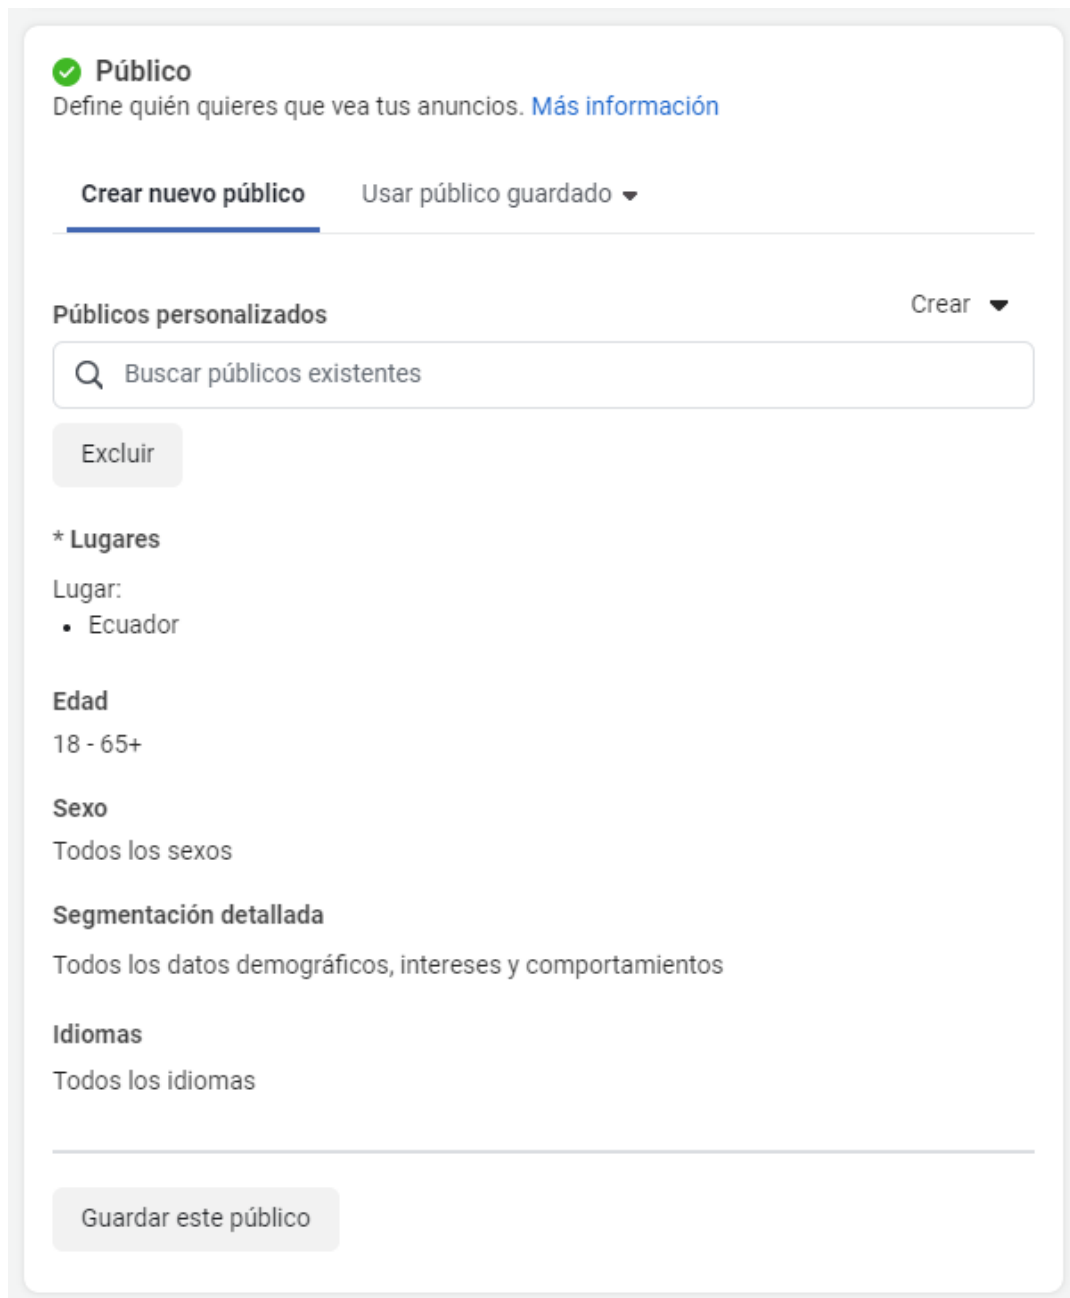 Público
Define quién quieres que vea tus anuncios. Más información
Crear nuevo público Usar público guardado
Crear
Públicos personalizados
Buscar públicos existentes
Excluir
* Lugares
Lugar:
• Ecuador
Edad
18 - 65+
Sexo
Todos los sexos
Segmentación detallada
Todos los datos demográficos, intereses y comportamientos
Idiomas
Todos los idiomas
Guardar este público